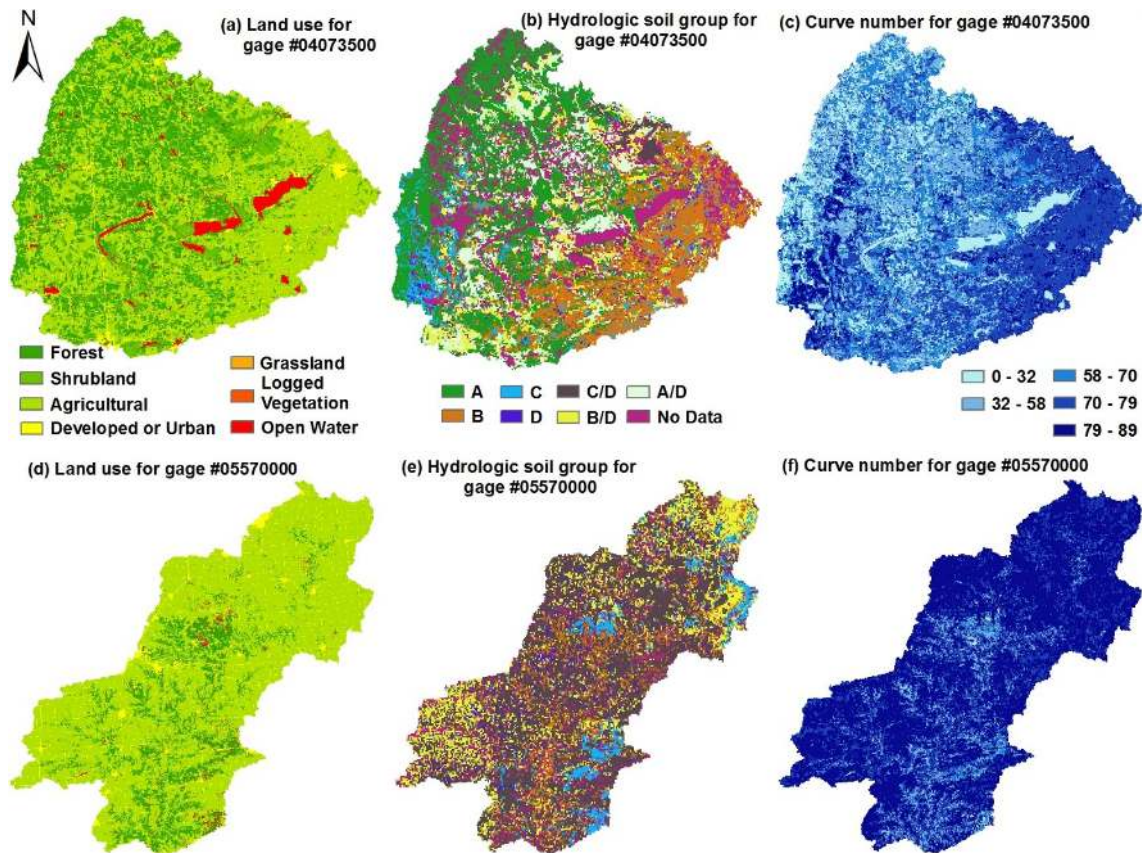 N
(a) Land use for
gage #04073500
(b) Hydrologic soil group for
gage #04073500
(c) Curve number for gage #04073500
Forest
Shrubland
Agricultural
Developed or Urban
Grassland
Logged
Vegetation
Open Water
A
C
C/D
A/D
B
D
B/D
No Data
0 - 32
58 - 70
32 - 58
70 - 79
79 - 89
(d) Land use for gage #05570000
(e) Hydrologic soil group for
gage #05570000
(f) Curve number for gage #05570000